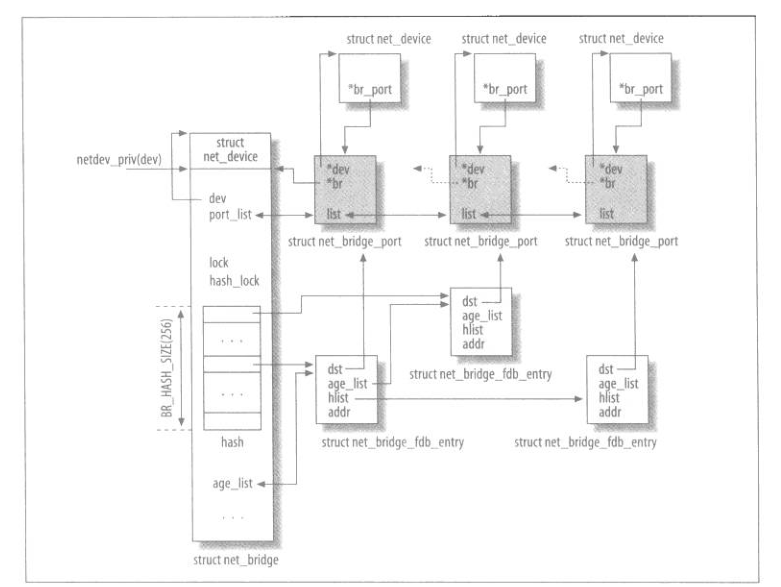 struct net_device
struct net_device
struct net_device
*br_port
*br_port
*br_port
struct
net_device
netdev_priv(dev)
*dev
*br
list
*dev
*br
list
*dev
*br
list
dev
port_list
struct net_bridge_port
struct net_bridge_port
struct net_bridge_port
lock
hash_lock
BR_HASH_SIZE(256)
. . .
. . .
hash
dst
age_list
hlist
addr
struct net_bridge_fdb_entry
dst
age_list
hlist
addr
struct net_bridge_fdb_entry
dst
age_list
hlist
addr
struct net_bridge_fdb_entry
age_list
. . .
struct net_bridge